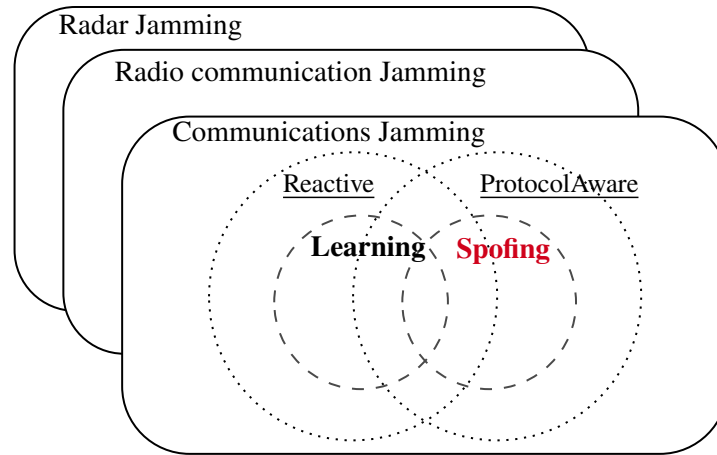 Radar Jamming
Radio communication Jamming
Communications Jamming
Reactive
ProtocolAware
Learning
Spofing